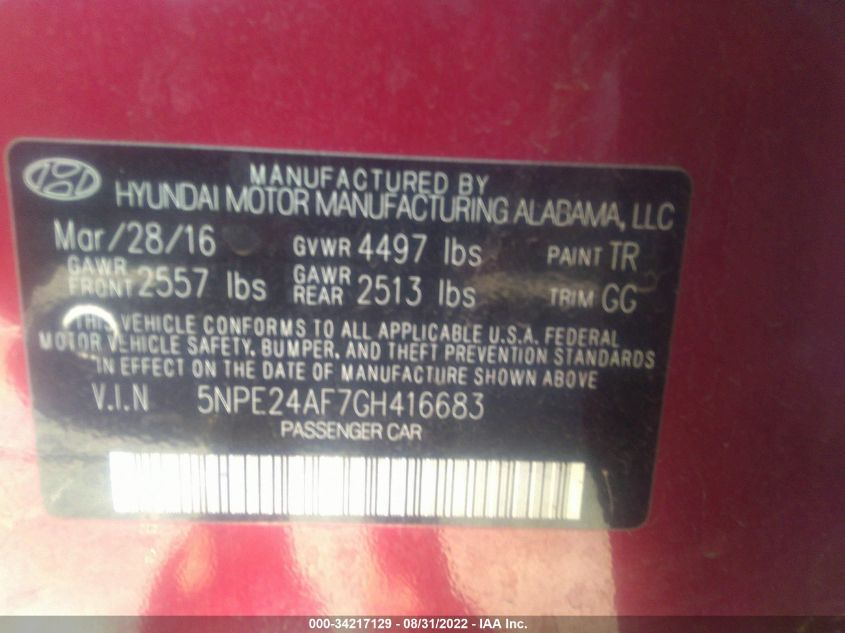 MANUFACTURED BY
HYUNDAI MOTOR MANUFACTURING ALABAMA, LLC
Mar/28/16 GVWR 4497 lbs PAINT TR
GAWR FRONT 2557 lbs GAWR REAR 2513 lbs TRIM GG
THIS VEHICLE CONFORMS TO ALL APPLICABLE U.S.A. FEDERAL
MOTOR VEHICLE SAFETY, BUMPER, AND THEFT PREVENTION STANDARDS
IN EFFECT ON THE DATE OF MANUFACTURE SHOWN ABOVE
V.I.N 5NPE24AF7GH416683
PASSENGER CAR
000-34217129 - 08/31/2022 - IAA Inc.